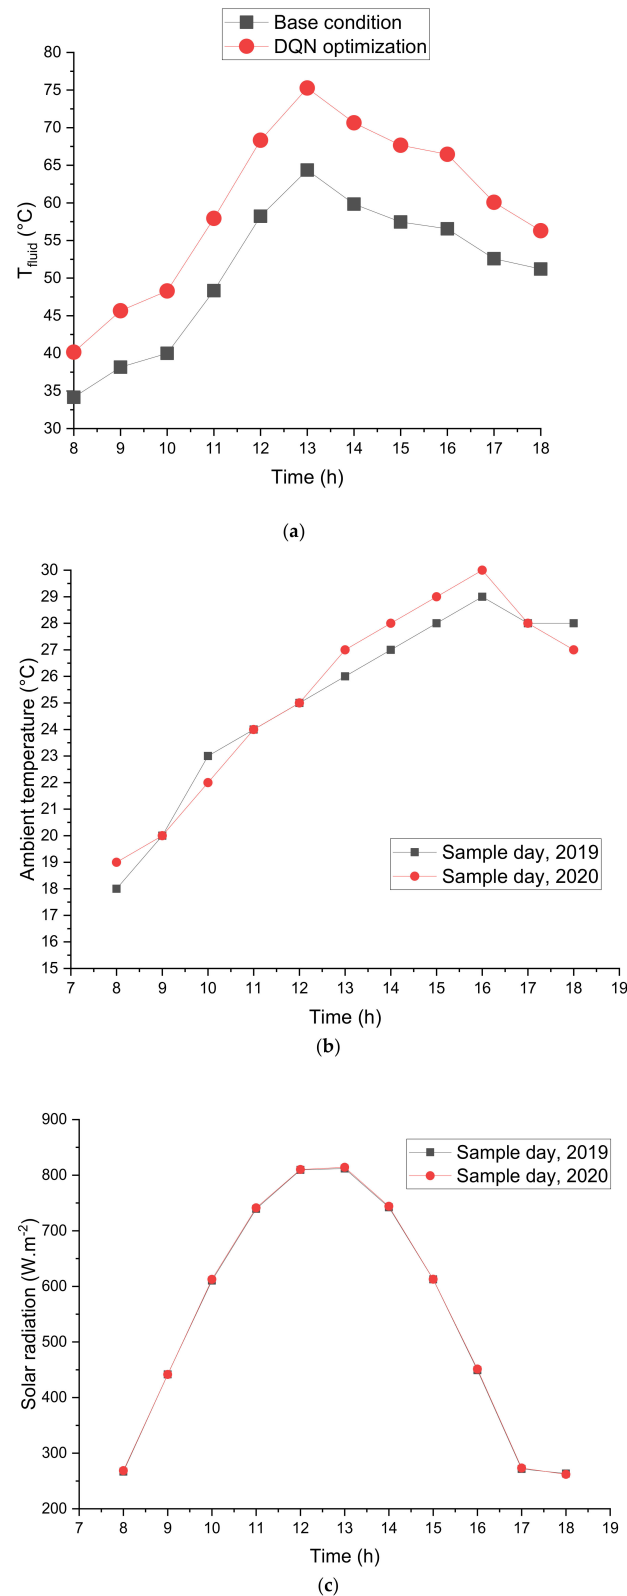 Base condition
DQN optimization
80
75
70
65
60
55
50
45
40
35
30
T_fluid (°C)
8 9 10 11 12 13 14 15 16 17 18
Time (h)
(a)
30
29
28
27
26
25
24
23
22
21
20
19
18
17
16
15
Ambient temperature (°C)
Sample day, 2019
Sample day, 2020
7 8 9 10 11 12 13 14 15 16 17 18 19
Time (h)
(b)
900
800
700
600
500
400
300
200
Solar radiation (W.m⁻²)
Sample day, 2019
Sample day, 2020
7 8 9 10 11 12 13 14 15 16 17 18 19
Time (h)
(c)